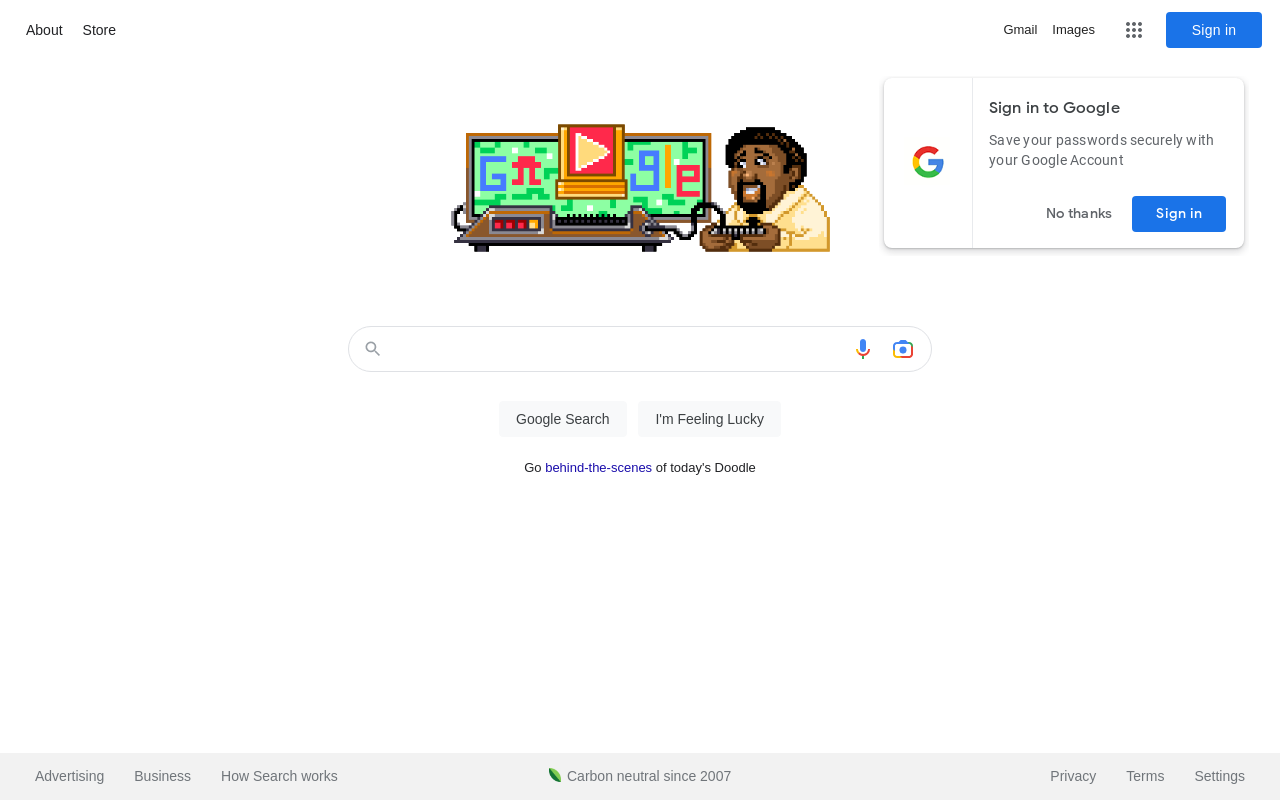 About Store
Gmail Images Sign in
Sign in to Google
Save your passwords securely with
your Google Account
No thanks Sign in
Google Search I'm Feeling Lucky
Go behind-the-scenes of today's Doodle
Advertising Business How Search works
Carbon neutral since 2007
Privacy Terms Settings